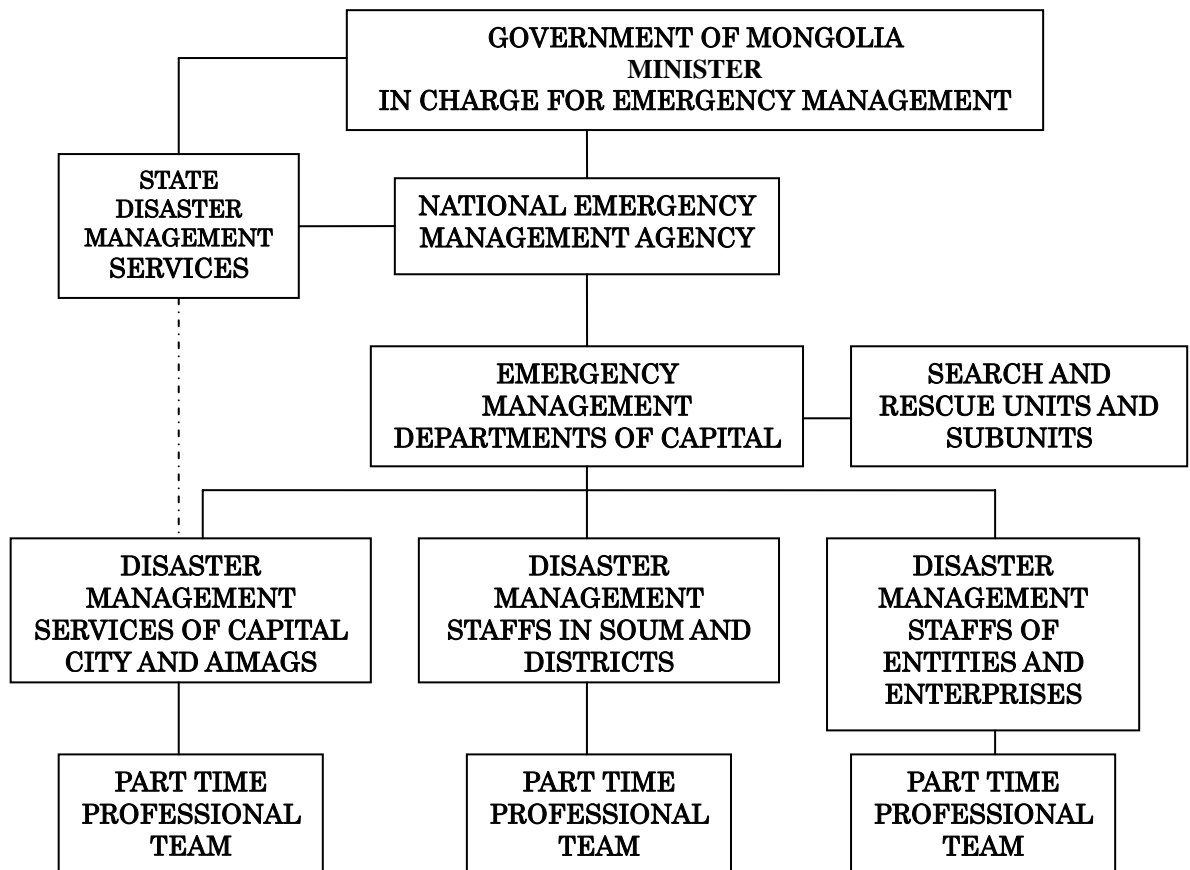 GOVERNMENT OF MONGOLIA
MINISTER
IN CHARGE FOR EMERGENCY MANAGEMENT
STATE
DISASTER
MANAGEMENT
SERVICES
NATIONAL EMERGENCY
MANAGEMENT AGENCY
EMERGENCY
MANAGEMENT
DEPARTMENTS OF CAPITAL
SEARCH AND
RESCUE UNITS AND
SUBUNITS
DISASTER
MANAGEMENT
SERVICES OF CAPITAL
CITY AND AIMAGS
DISASTER
MANAGEMENT
STAFFS IN SOUM AND
DISTRICTS
DISASTER
MANAGEMENT
STAFFS OF
ENTITIES AND
ENTERPRISES
PART TIME
PROFESSIONAL
TEAM
PART TIME
PROFESSIONAL
TEAM
PART TIME
PROFESSIONAL
TEAM